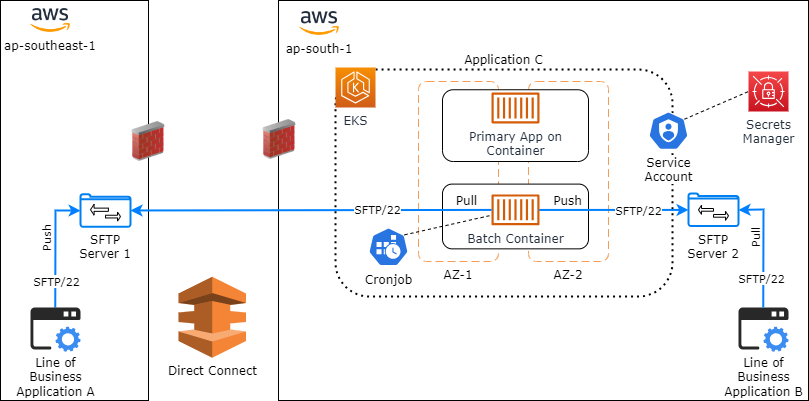 aws
ap-southeast-1
aws
ap-south-1
Application C
EKS
Primary App on
Container
Service
Account
Secrets
Manager
Push
SFTP
Server 1
SFTP/22
Pull
Push
SFTP/22
Batch Container
SFTP
Server 2
Pull
Cronjob
AZ-1
AZ-2
SFTP/22
SFTP/22
Line of
Business
Application A
Direct Connect
Line of
Business
Application B